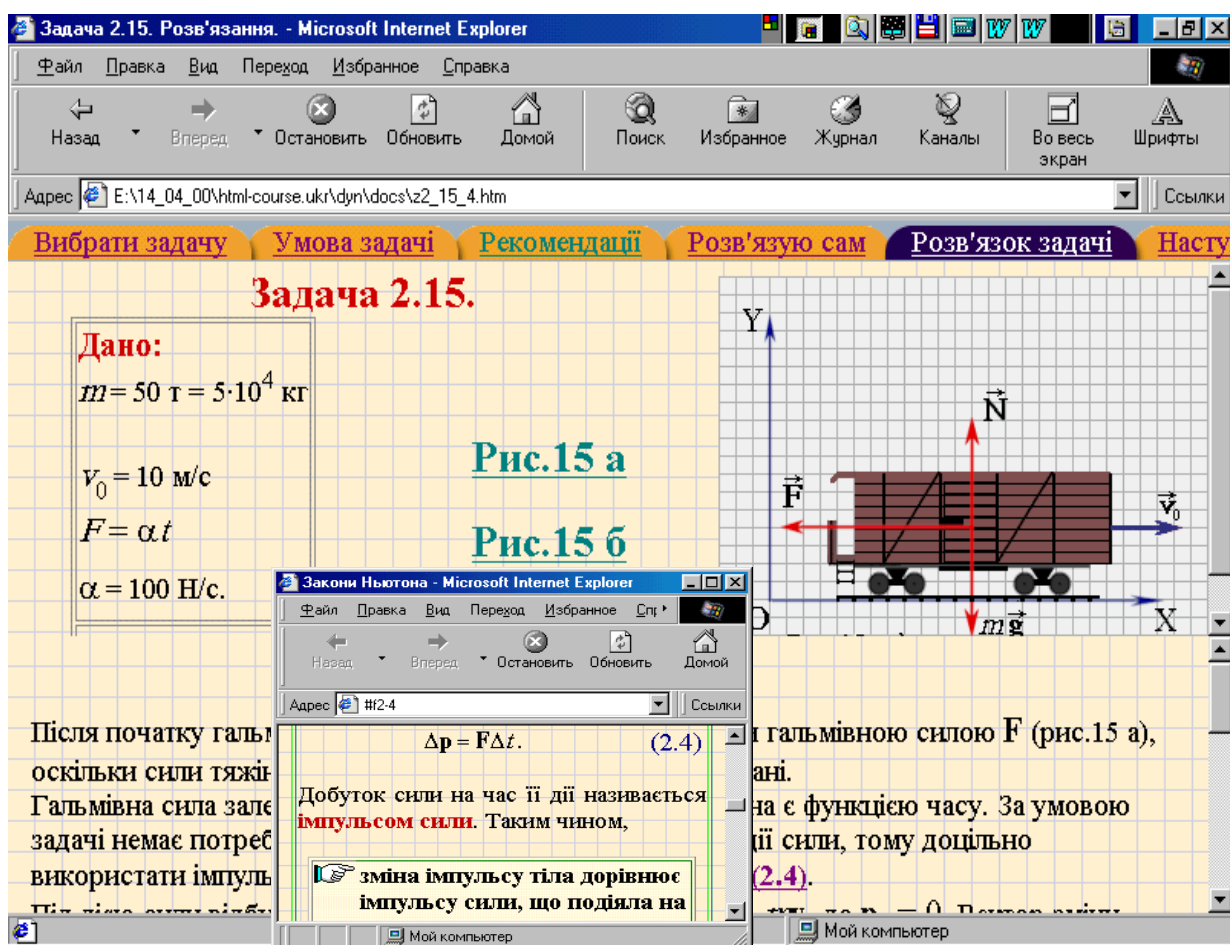 Задача 2.15. Розв'язання. - Microsoft Internet Explorer
Файл Правка Вид Переход Избранное Справка
Назад Вперед Остановить Обновить Домой Поиск Избранное Журнал Каналы Во весь экран Шрифты
Адрес E:\14_04_00\html-course.ukr\dyn\docs\z2_15_4.htm Ссылки
Вибрати задачу Умова задачі Рекомендації Розв'язую сам Розв'язок задачі Насту
Задача 2.15.
Дано:
m = 50 т = 5·10^4 кг
v_0 = 10 м/с
F = α t
α = 100 Н/с.
Рис.15 а
Рис.15 б
Y
N
F
v_0
mg
X
Закони Ньютона - Microsoft Internet Explorer
Файл Правка Вид Переход Избранное
Назад Вперед Остановить Обновить Домой
Адрес #f2-4 Ссылки
Δp = FΔt. (2.4)
Добуток сили на час її дії називається
імпульсом сили. Таким чином,
зміна імпульсу тіла дорівнює
імпульсу сили, що подіяла на
Мой компьютер
Після початку гальм гальмівною силою F (рис.15 а),
оскільки сили тяжін ані.
Гальмівна сила зале на є функцією часу. За умовою
задачі немає потреб дії сили, тому доцільно
використати імпуль (2.4).
Мой компьютер